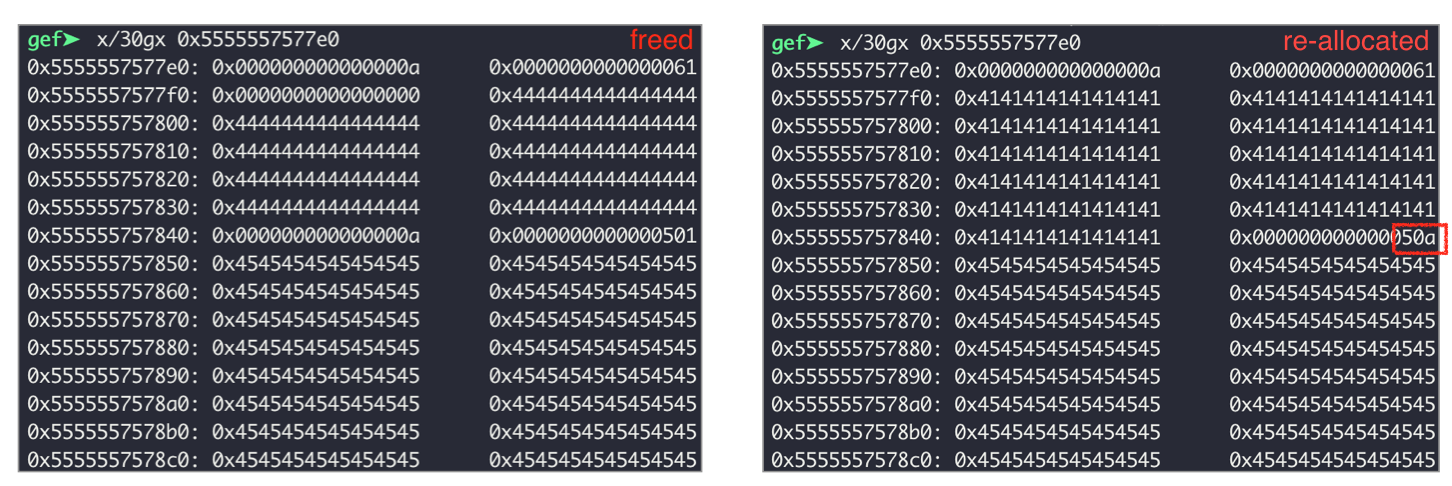 gef➤ x/30gx 0x5555557577e0 freed
0x5555557577e0: 0x000000000000000a 0x0000000000000061
0x5555557577f0: 0x0000000000000000 0x4444444444444444
0x555555757800: 0x4444444444444444 0x4444444444444444
0x555555757810: 0x4444444444444444 0x4444444444444444
0x555555757820: 0x4444444444444444 0x4444444444444444
0x555555757830: 0x4444444444444444 0x4444444444444444
0x555555757840: 0x000000000000000a 0x0000000000000501
0x555555757850: 0x4545454545454545 0x4545454545454545
0x555555757860: 0x4545454545454545 0x4545454545454545
0x555555757870: 0x4545454545454545 0x4545454545454545
0x555555757880: 0x4545454545454545 0x4545454545454545
0x555555757890: 0x4545454545454545 0x4545454545454545
0x5555557578a0: 0x4545454545454545 0x4545454545454545
0x5555557578b0: 0x4545454545454545 0x4545454545454545
0x5555557578c0: 0x4545454545454545 0x4545454545454545
gef➤ x/30gx 0x5555557577e0 re-allocated
0x5555557577e0: 0x000000000000000a 0x0000000000000061
0x5555557577f0: 0x4141414141414141 0x4141414141414141
0x555555757800: 0x4141414141414141 0x4141414141414141
0x555555757810: 0x4141414141414141 0x4141414141414141
0x555555757820: 0x4141414141414141 0x4141414141414141
0x555555757830: 0x4141414141414141 0x4141414141414141
0x555555757840: 0x4141414141414141 0x000000000000050a
0x555555757850: 0x4545454545454545 0x4545454545454545
0x555555757860: 0x4545454545454545 0x4545454545454545
0x555555757870: 0x4545454545454545 0x4545454545454545
0x555555757880: 0x4545454545454545 0x4545454545454545
0x555555757890: 0x4545454545454545 0x4545454545454545
0x5555557578a0: 0x4545454545454545 0x4545454545454545
0x5555557578b0: 0x4545454545454545 0x4545454545454545
0x5555557578c0: 0x4545454545454545 0x4545454545454545